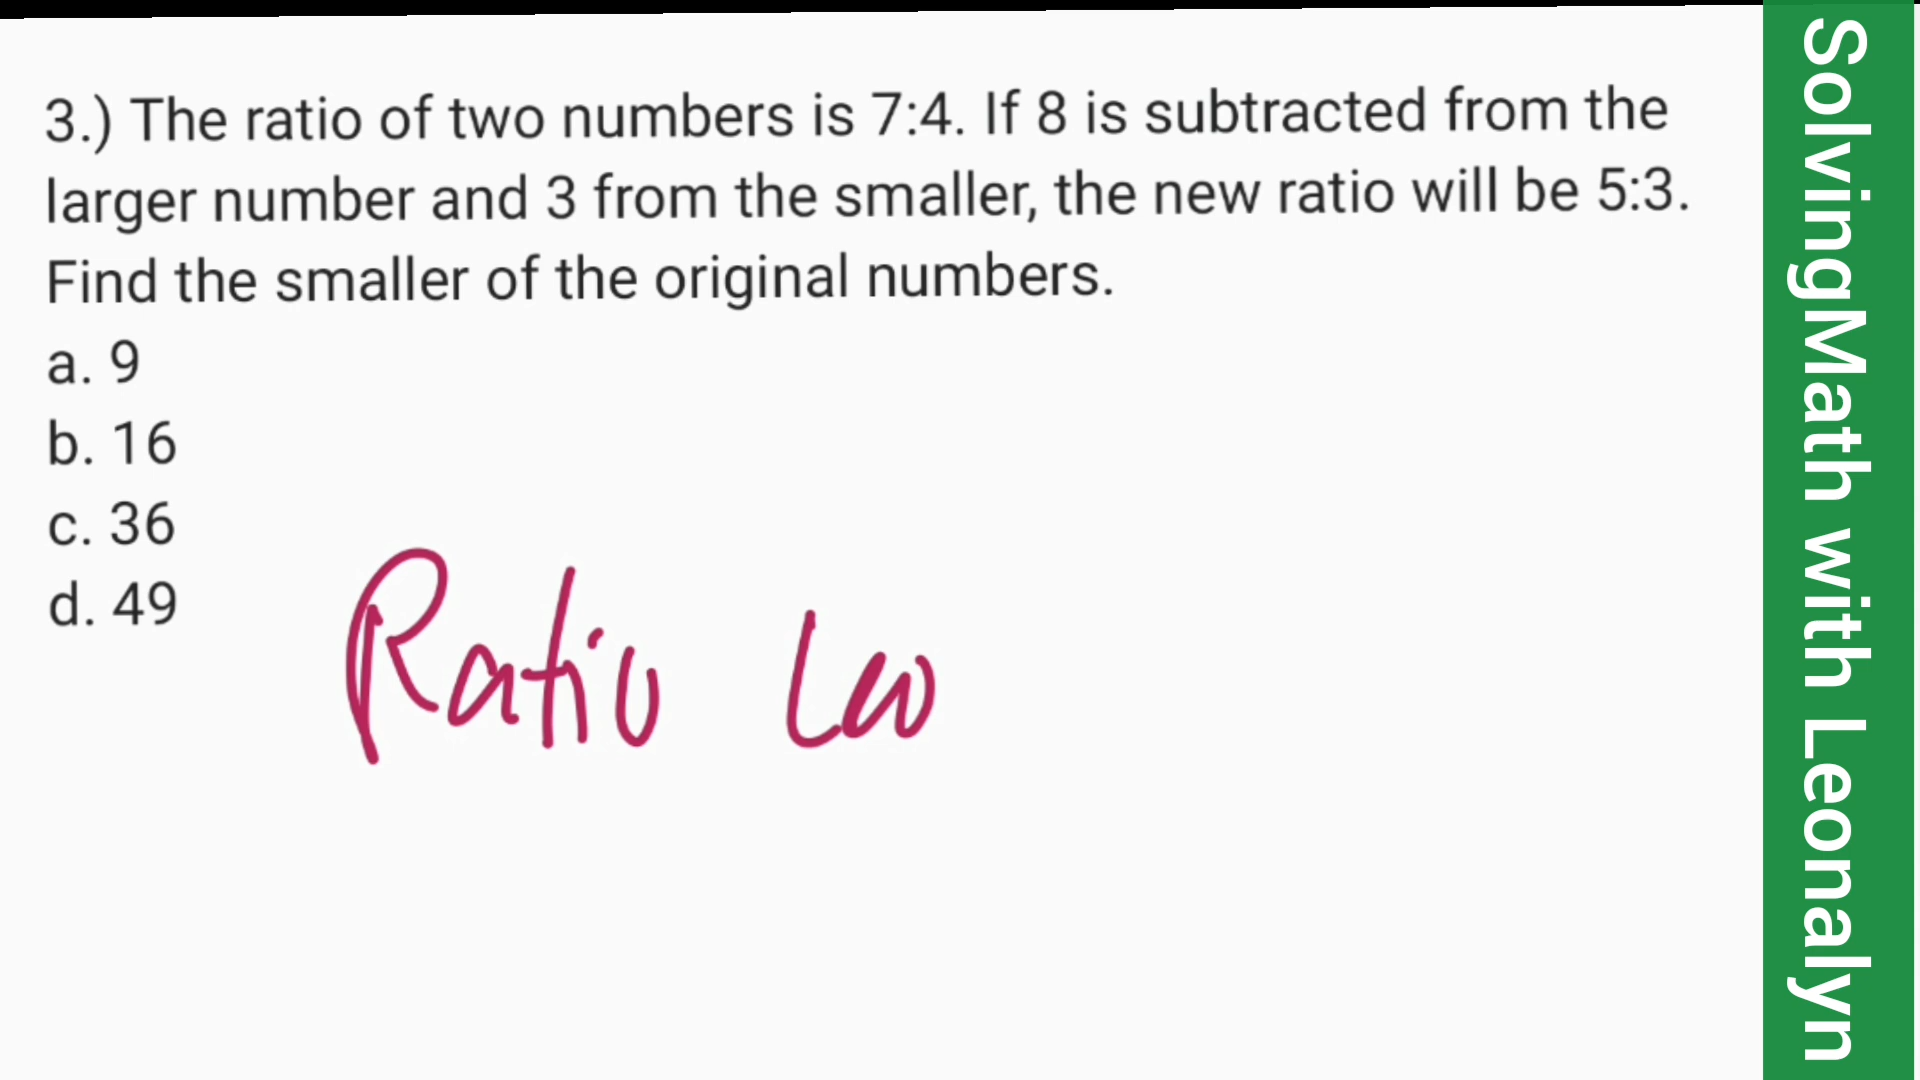 3.) The ratio of two numbers is 7:4. If 8 is subtracted from the
larger number and 3 from the smaller, the new ratio will be 5:3.
Find the smaller of the original numbers.
a. 9
b. 16
c. 36
d. 49
Ratio
SolvingMath with Leonalyn